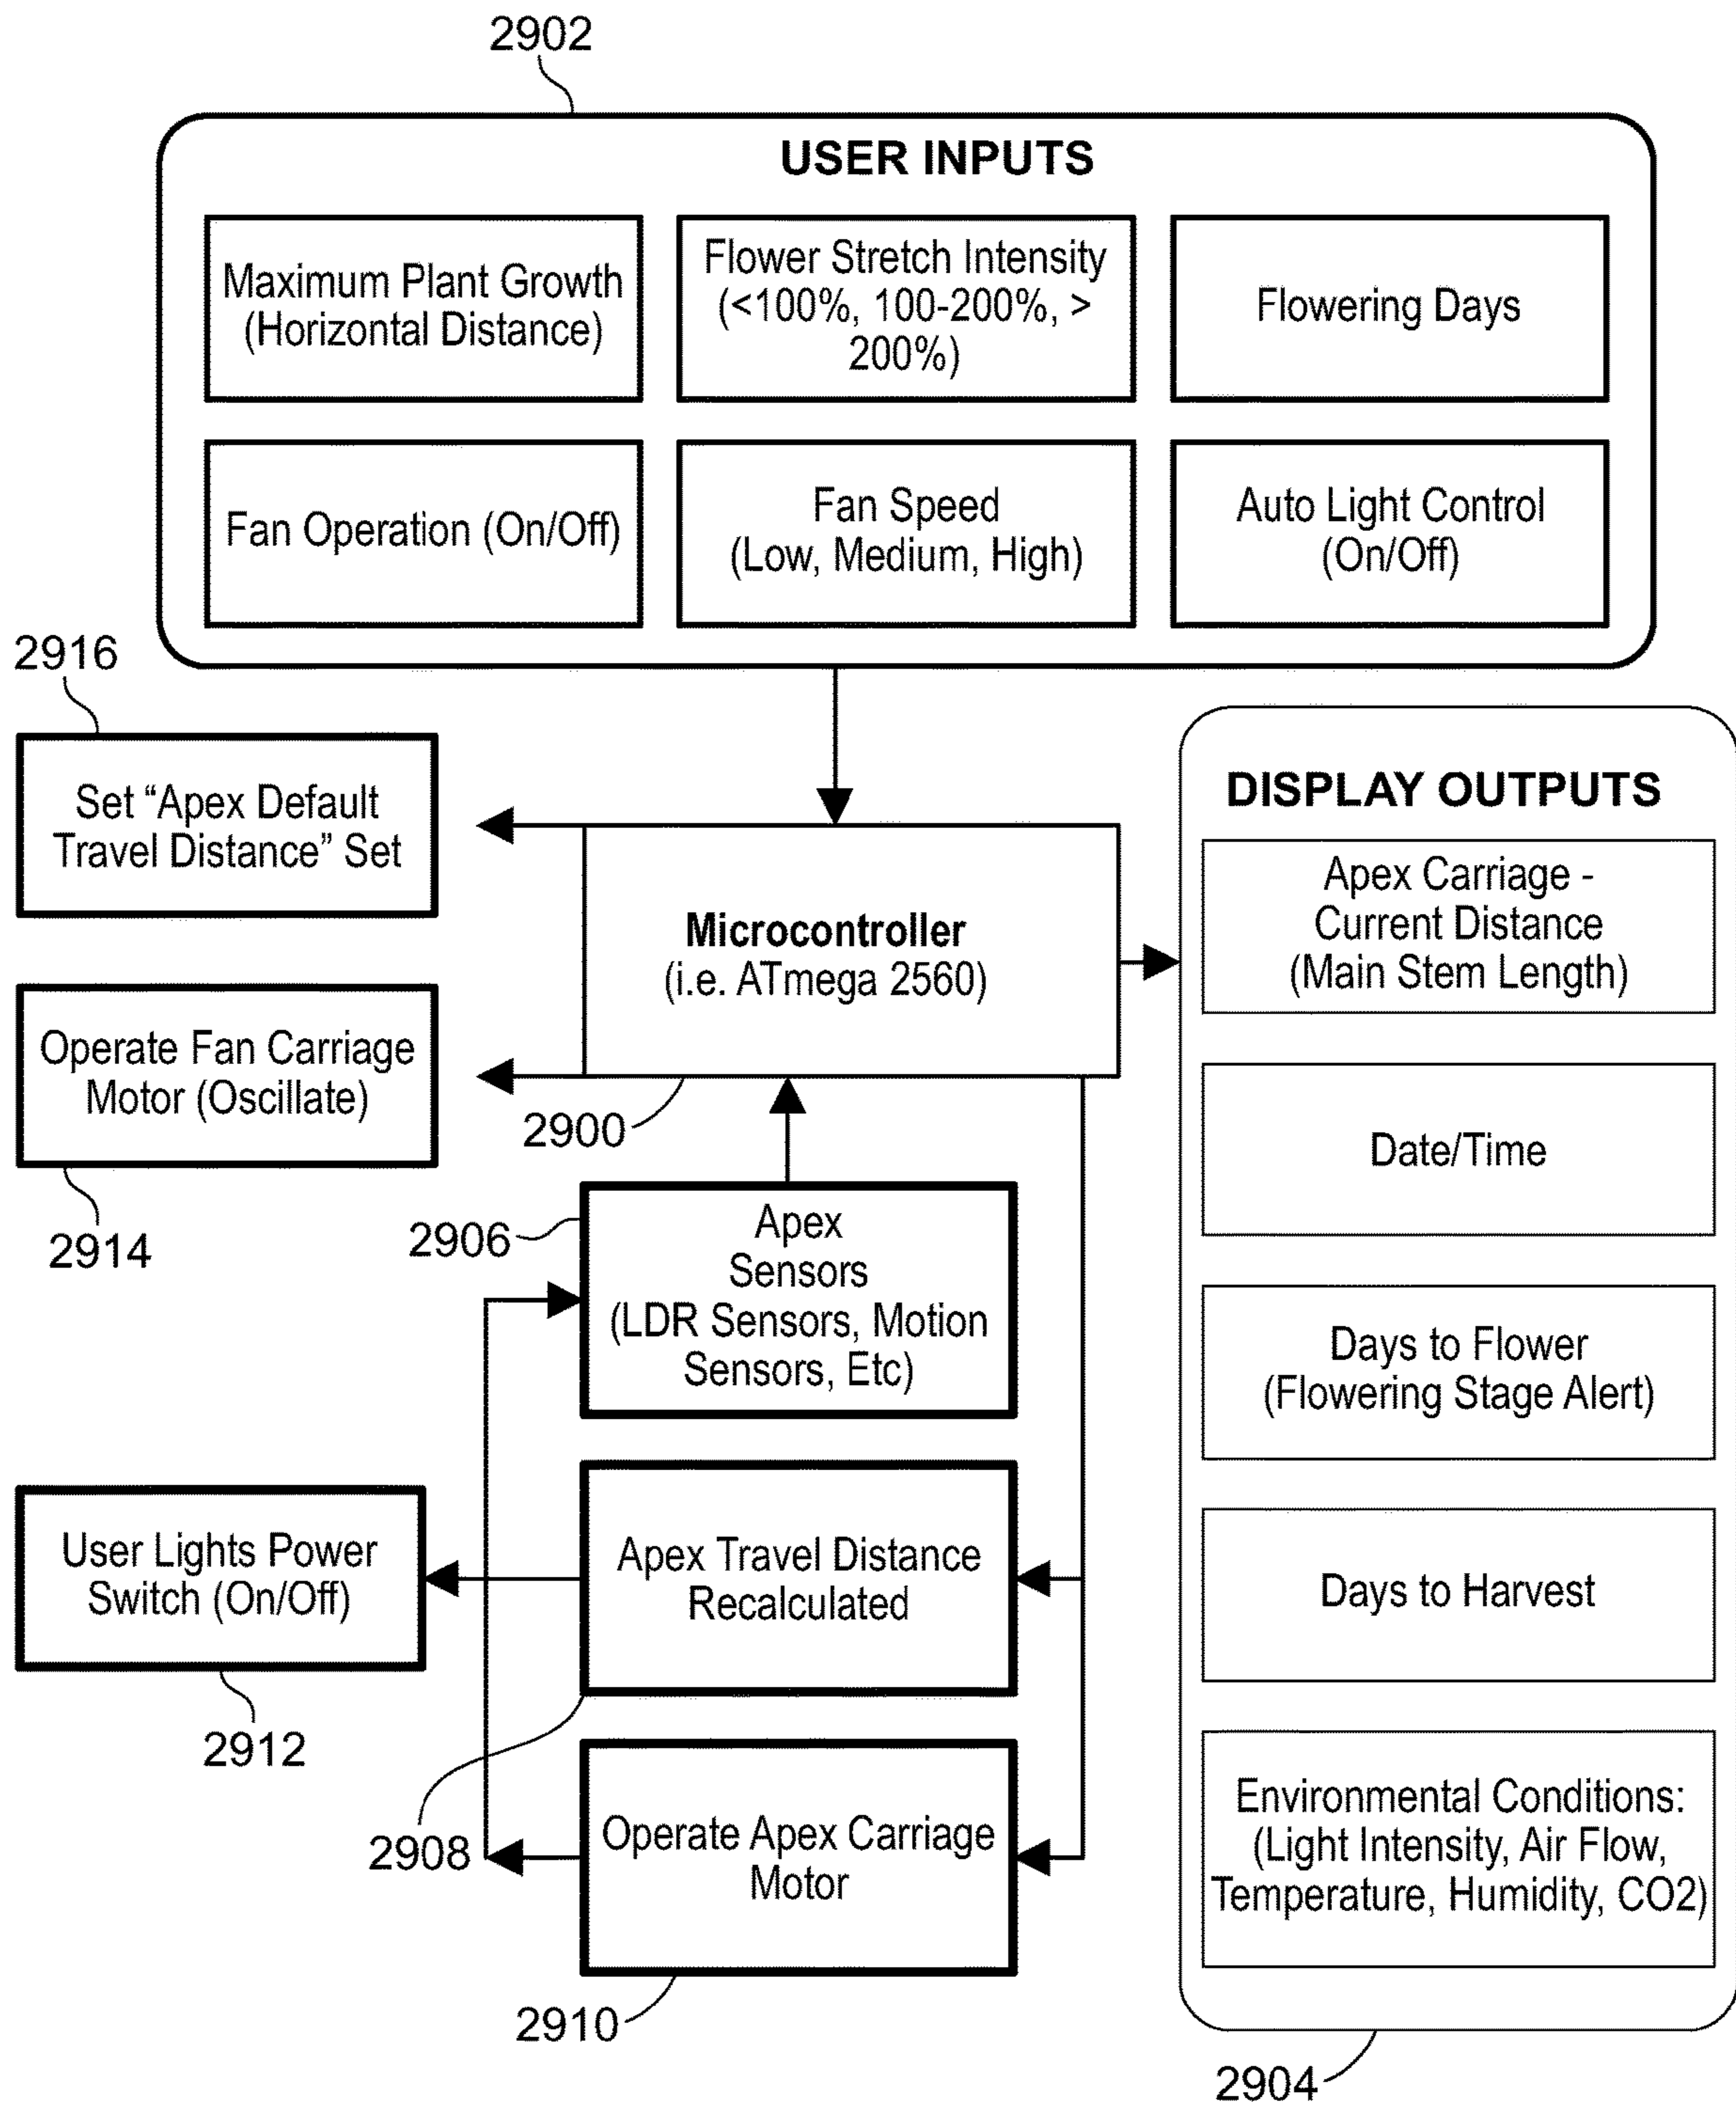 2902
USER INPUTS
Maximum Plant Growth
(Horizontal Distance)
Flower Stretch Intensity
(<100%, 100-200%, >
200%)
Flowering Days
Fan Operation (On/Off)
Fan Speed
(Low, Medium, High)
Auto Light Control
(On/Off)
2916
Set “Apex Default
Travel Distance” Set
Microcontroller
(i.e. ATmega 2560)
2900
Operate Fan Carriage
Motor (Oscillate)
2914
2906
Apex
Sensors
(LDR Sensors, Motion
Sensors, Etc)
User Lights Power
Switch (On/Off)
2912
Apex Travel Distance
Recalculated
2908
Operate Apex Carriage
Motor
2910
DISPLAY OUTPUTS
Apex Carriage -
Current Distance
(Main Stem Length)
Date/Time
Days to Flower
(Flowering Stage Alert)
Days to Harvest
Environmental Conditions:
(Light Intensity, Air Flow,
Temperature, Humidity, CO2)
2904